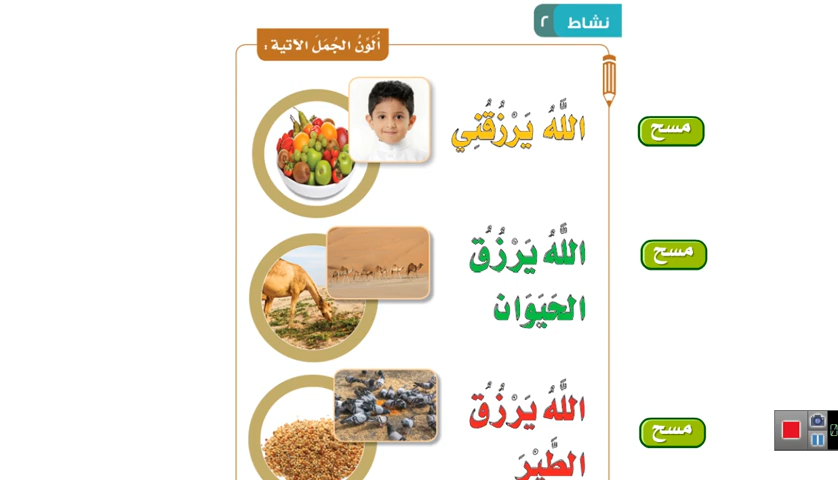 نشاط ٢
أُلَوِّنُ الجُمَلَ الآتية :
اللَّهُ يَرْزُقُنِي
مسح
اللَّهُ يَرْزُقُ
الحَيَوَان
مسح
اللَّهُ يَرْزُقُ
الطَّيْرَ
مسح